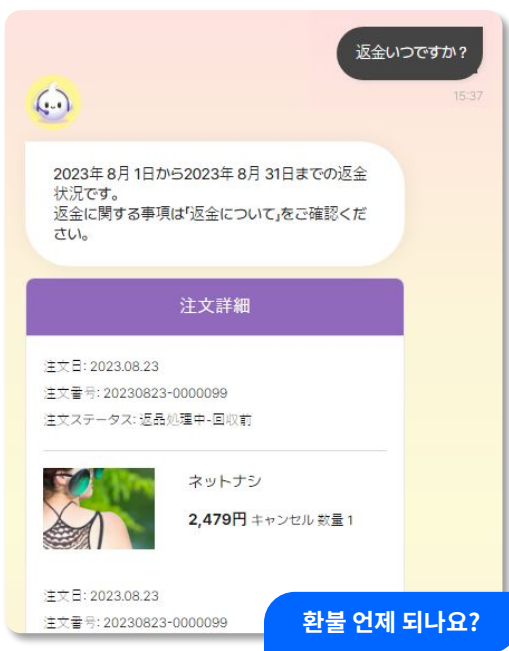 返金いつですか？
15:37
2023年 8月 1日から2023年 8月 31日までの返金
状況です。
返金に関する事項は「返金について」をご確認くだ
さい。
注文詳細
注文日: 2023.08.23
注文番号: 20230823-0000099
注文ステータス: 返品処理中-回収前
ネットナシ
2,479円 キャンセル 数量 1
注文日: 2023.08.23
注文番号: 20230823-0000099
환불 언제 되나요?